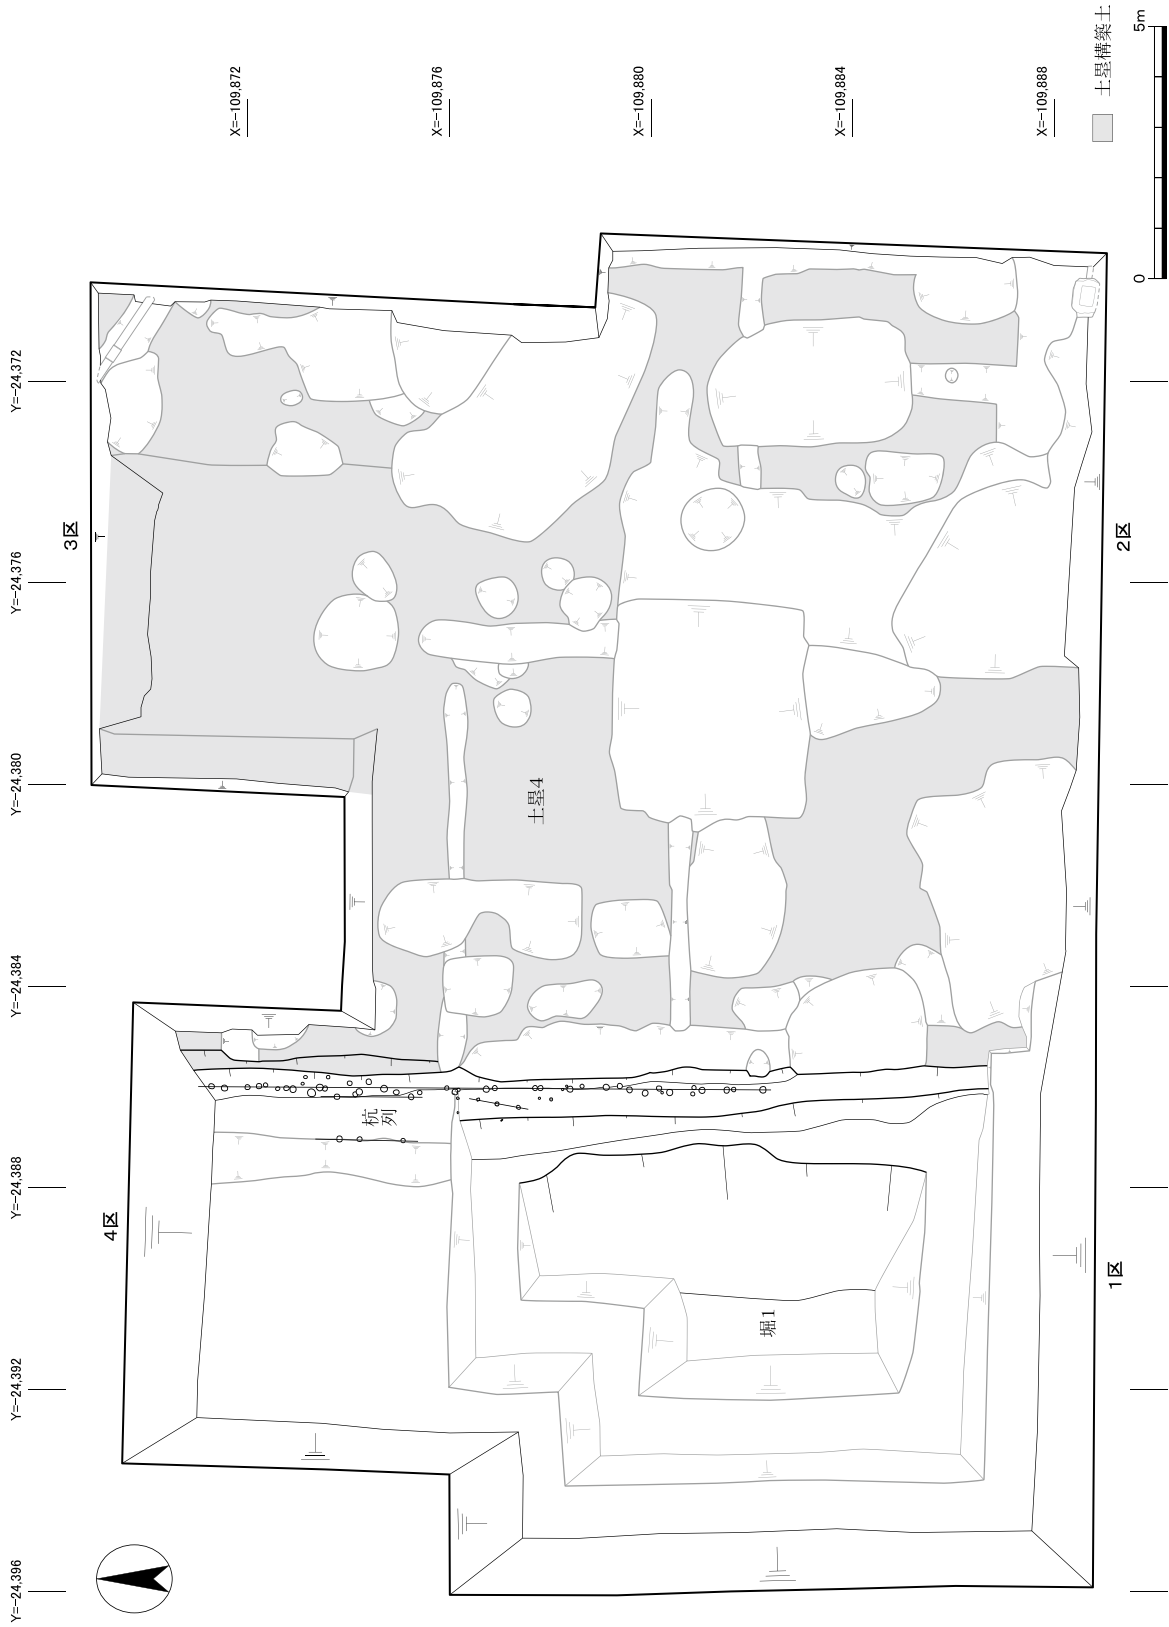 X=-109,872
X=-109,876
X=-109,880
X=-109,884
X=-109,888
土塁構築土
0
5m
Y=-24,372
Y=-24,376
Y=-24,380
Y=-24,384
Y=-24,388
Y=-24,392
Y=-24,396
3区
2区
土塁4
杭列
4区
堀1
1区